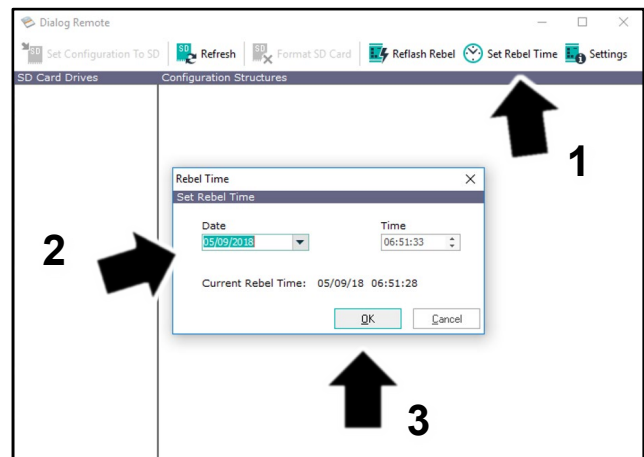 Dialog Remote
Set Configuration To SD Refresh Format SD Card Reflash Rebel Set Rebel Time Settings
SD Card Drives Configuration Structures
1
Rebel Time
Set Rebel Time
Date Time
05/09/2018 06:51:33
2
Current Rebel Time: 05/09/18 06:51:28
OK Cancel
3